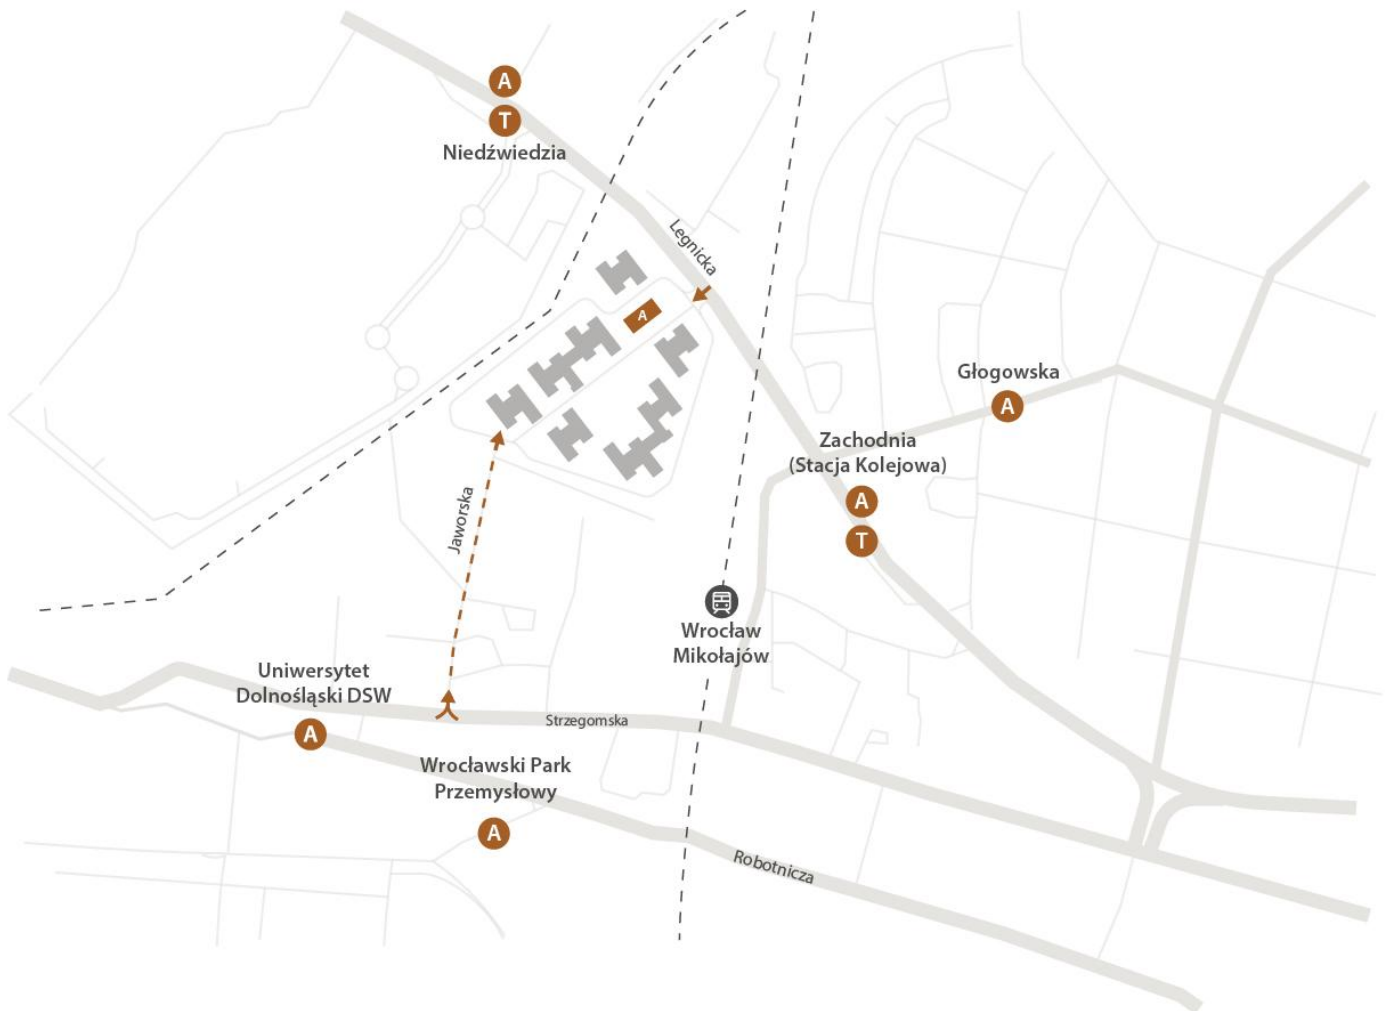 A
T
Niedźwiedzia
Legnicka
A
Głogowska
A
Zachodnia
(Stacja Kolejowa)
A
T
Jaworska
Wrocław
Mikołajów
Uniwersytet
Dolnośląski DSW
A
Strzegomska
Wrocławski Park
Przemysłowy
A
Robotnicza